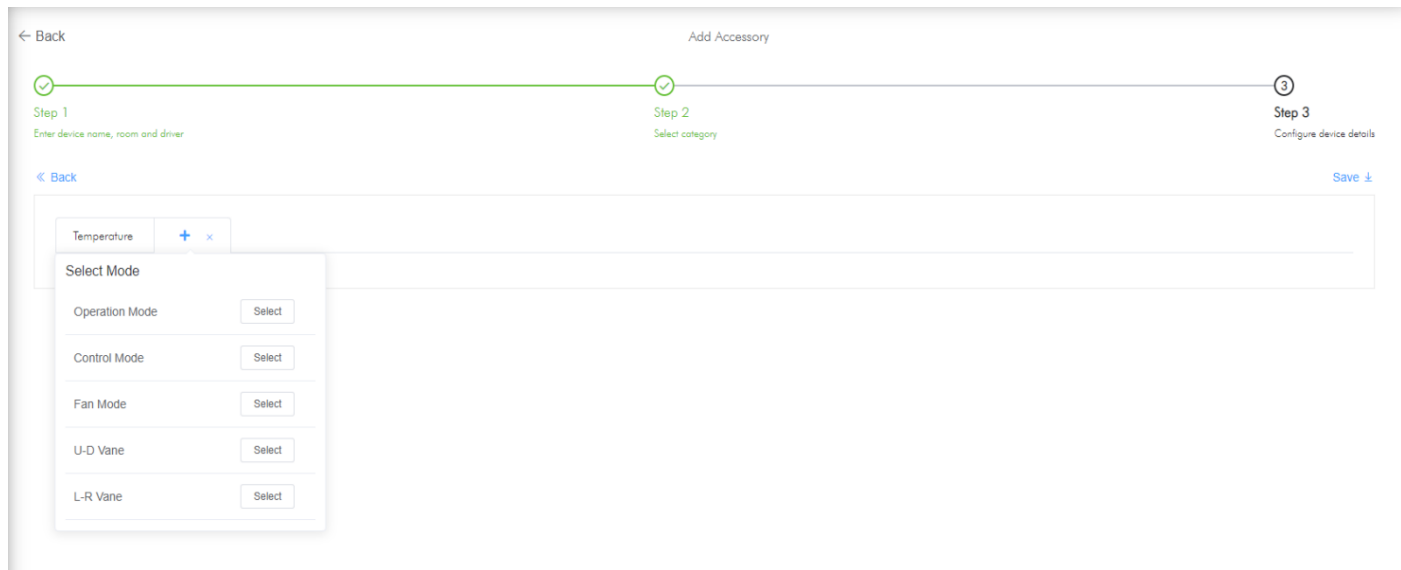 ← Back
Add Accessory
3
Step 1
Step 2
Step 3
Enter device name, room and driver
Select category
Configure device details
« Back
Save
Temperature
+ ×
Select Mode
Operation Mode Select
Control Mode Select
Fan Mode Select
U-D Vane Select
L-R Vane Select